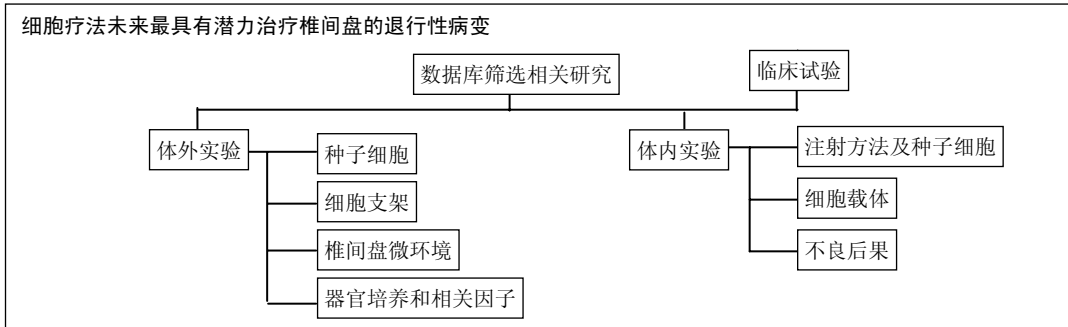 细胞疗法未来最具有潜力治疗椎间盘的退行性病变
数据库筛选相关研究
临床试验
体外实验
种子细胞
细胞支架
椎间盘微环境
器官培养和相关因子
体内实验
注射方法及种子细胞
细胞载体
不良后果